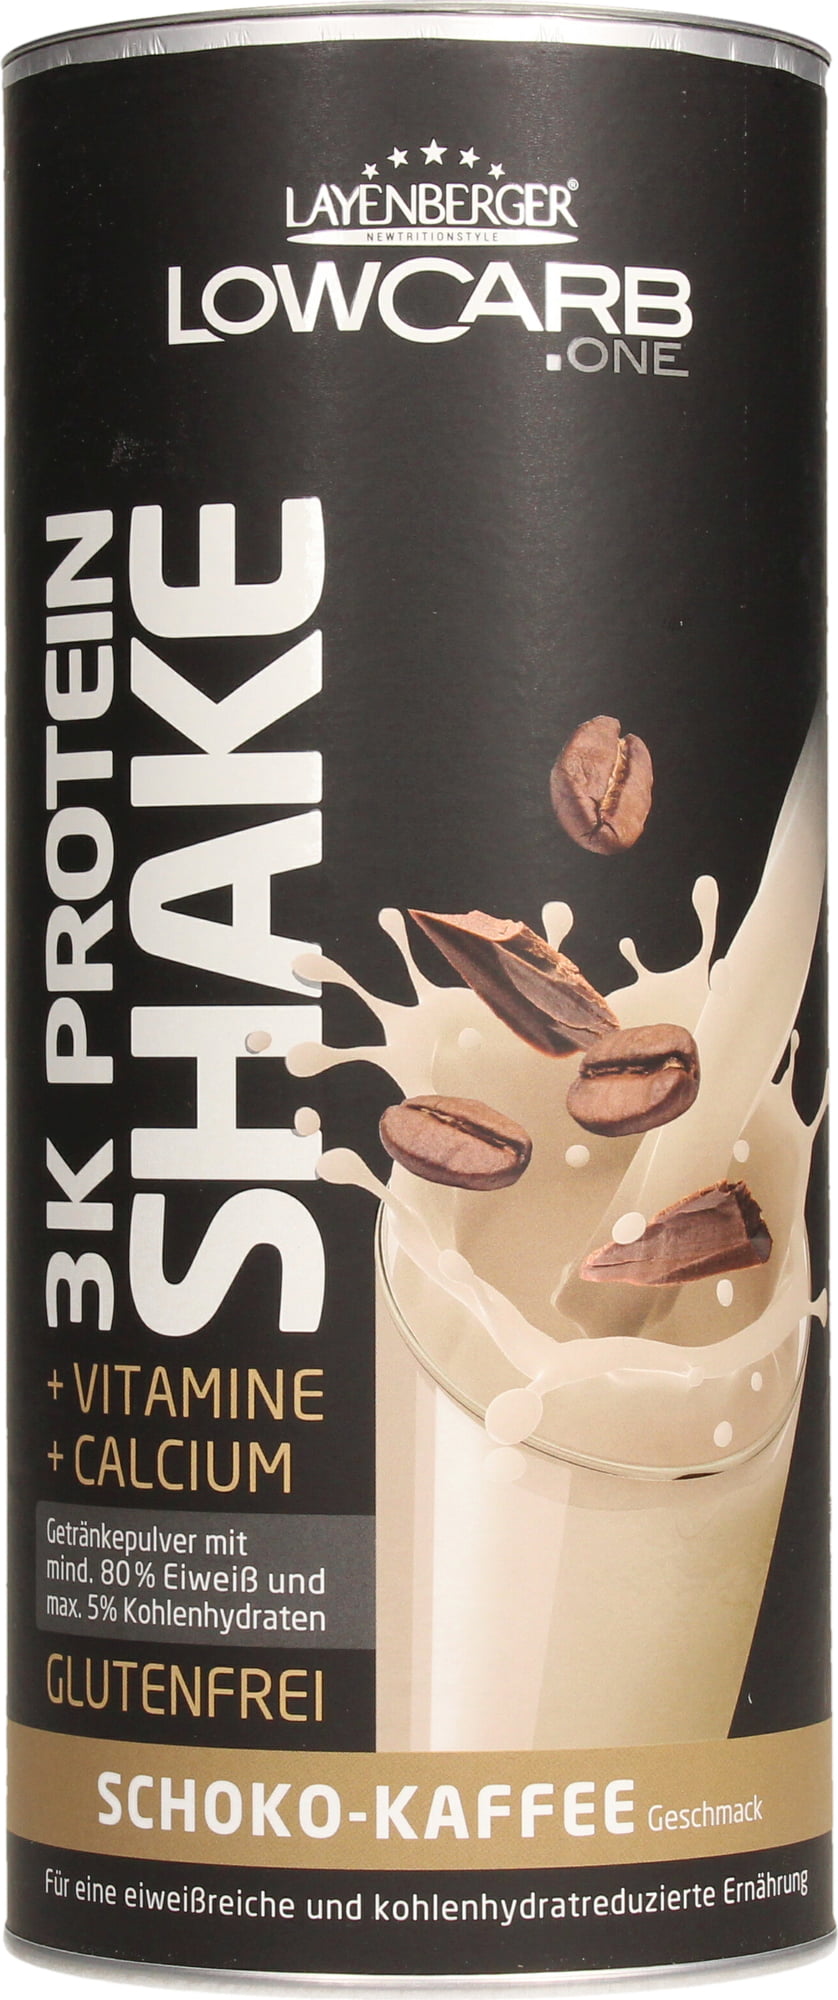 LAYENBERGER®
NEWTRITIONSTYLE
LOWCARB
.ONE
3K PROTEIN
SHAKE
+ VITAMINE
+ CALCIUM
Getränkepulver mit
mind. 80% Eiweiß und
max. 5% Kohlenhydraten
GLUTENFREI
SCHOKO-KAFFEE Geschmack
Für eine eiweißreiche und kohlenhydratreduzierte Ernährung